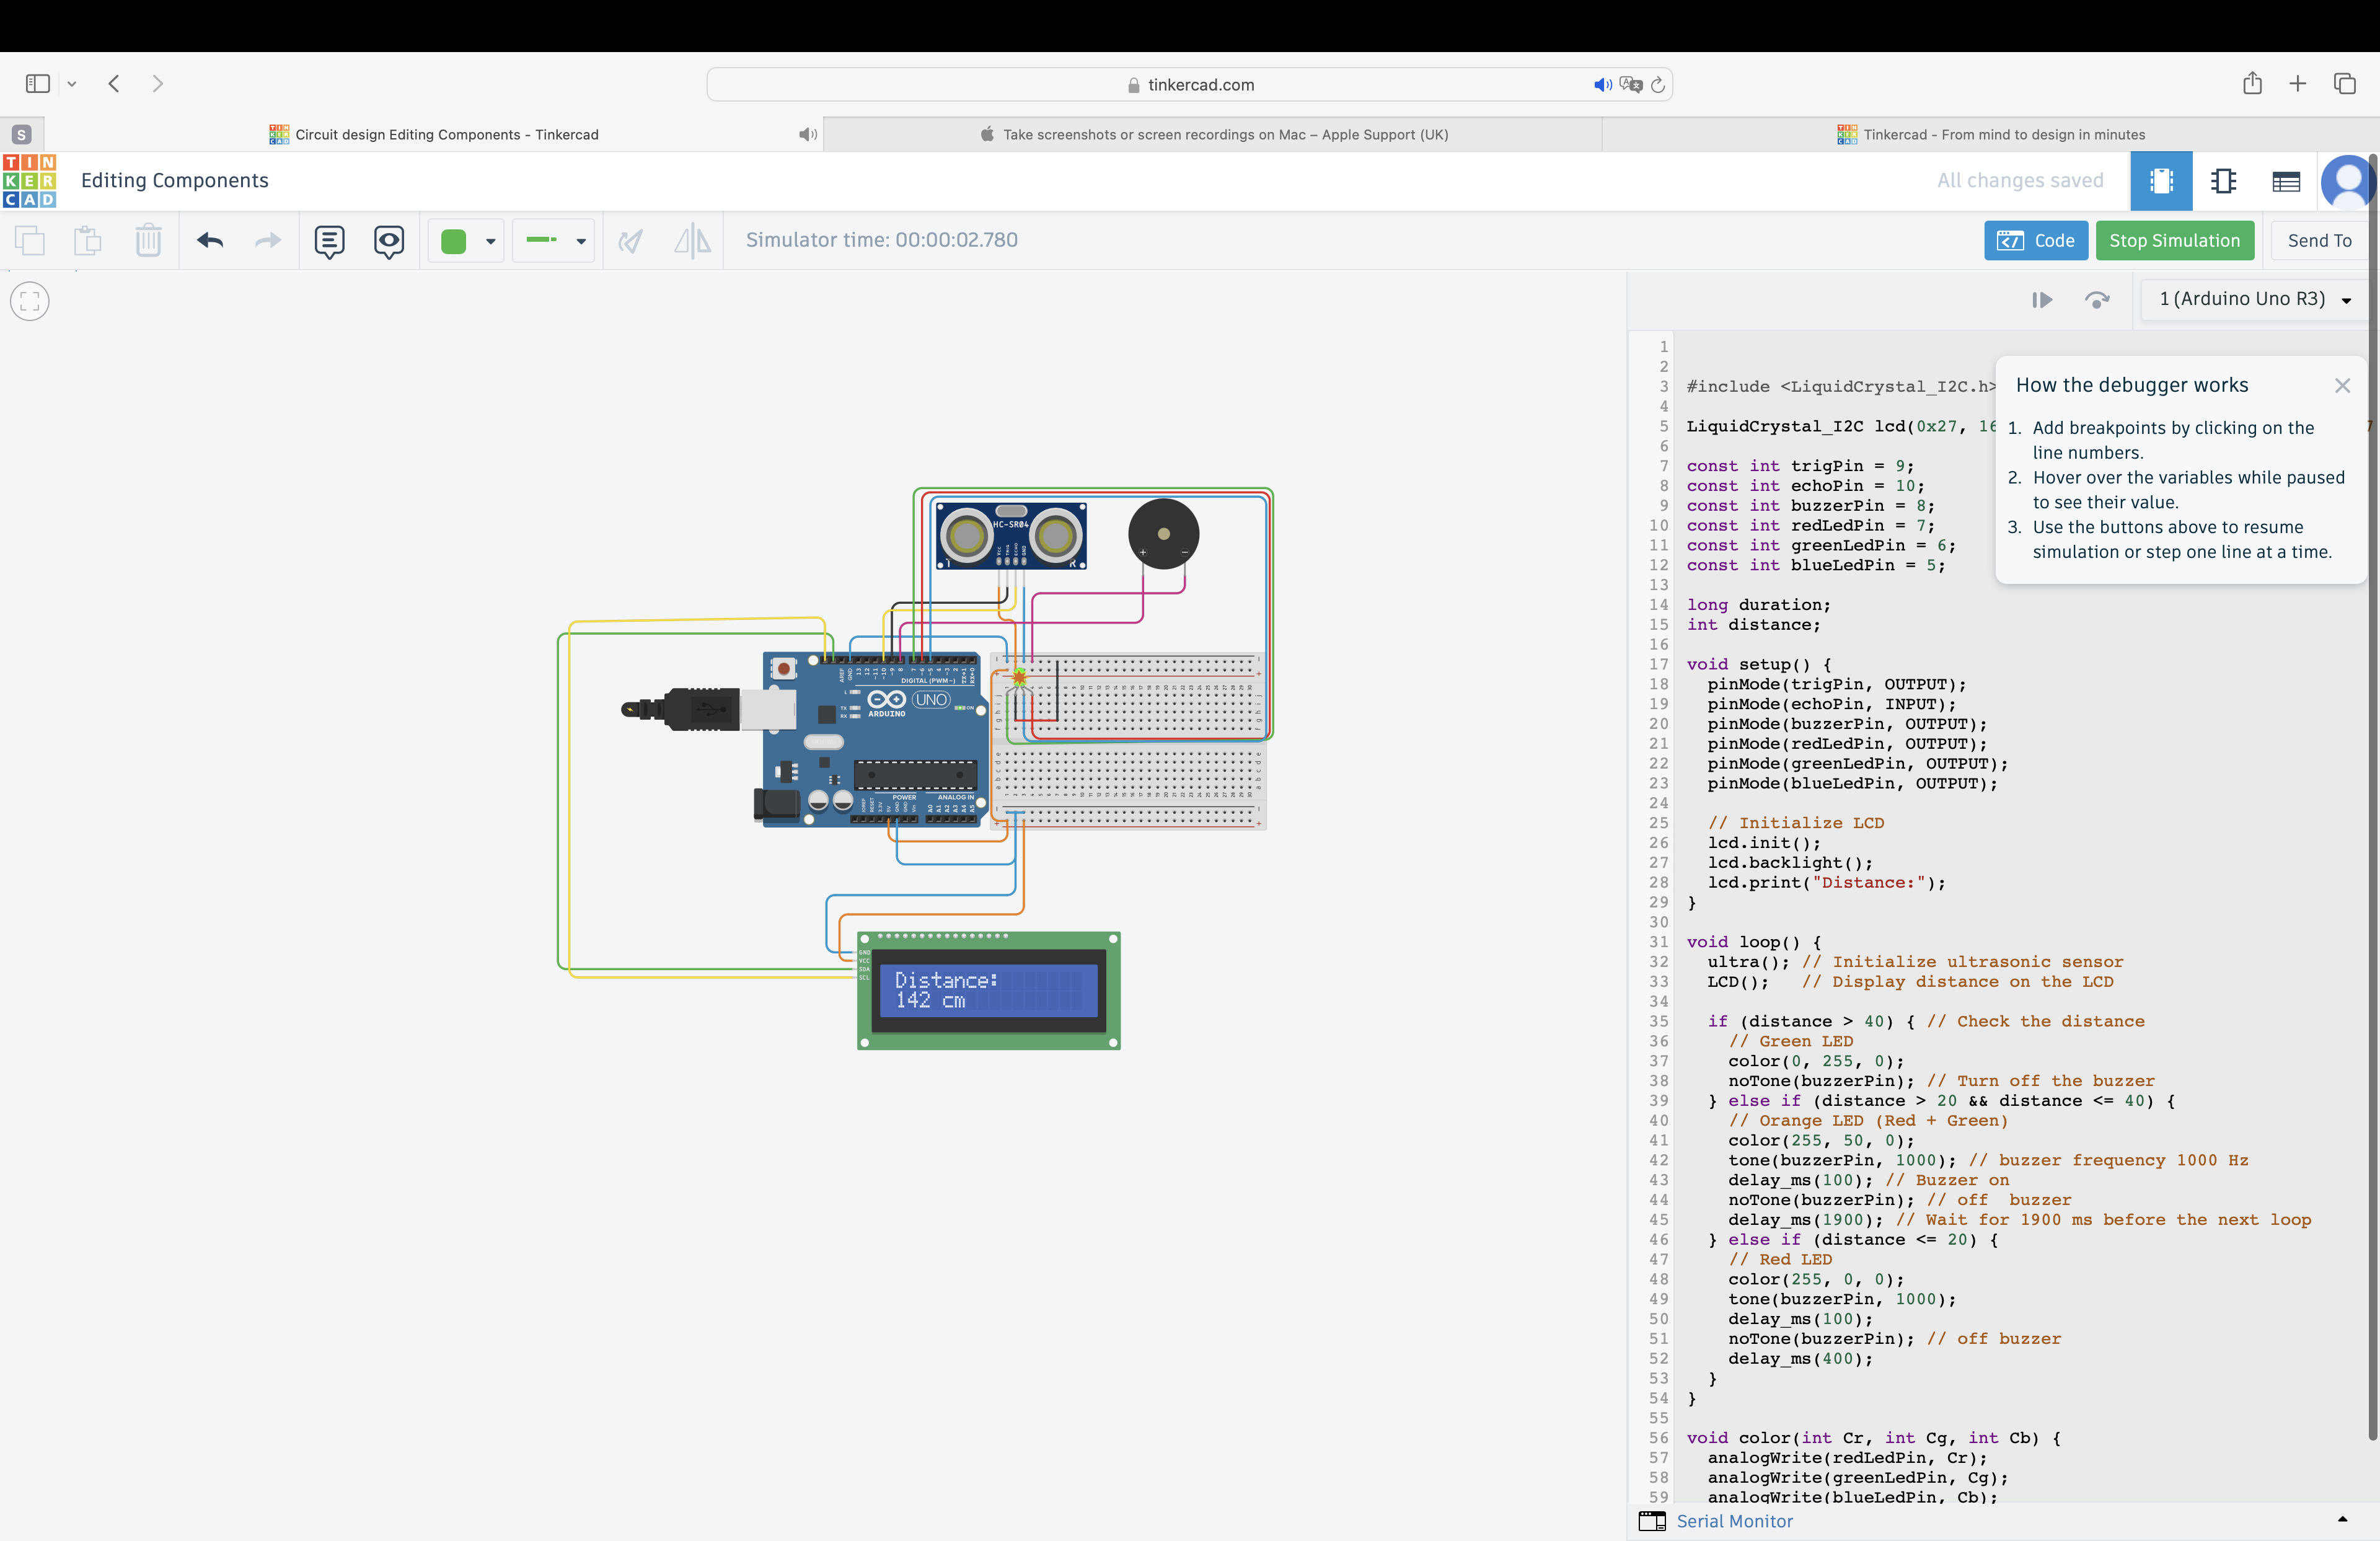 tinkercad.com
S
Circuit design Editing Components - Tinkercad
Take screenshots or screen recordings on Mac – Apple Support (UK)
Tinkercad - From mind to design in minutes
TIN
KER
CAD
Editing Components
All changes saved
Simulator time: 00:00:02.780
Code
Stop Simulation
Send To
1 (Arduino Uno R3)
How the debugger works
1. Add breakpoints by clicking on the
line numbers.
2. Hover over the variables while paused
to see their value.
3. Use the buttons above to resume
simulation or step one line at a time.
1
2
3 #include <LiquidCrystal_I2C.h>
4
5 LiquidCrystal_I2C lcd(0x27, 16
6
7 const int trigPin = 9;
8 const int echoPin = 10;
9 const int buzzerPin = 8;
10 const int redLedPin = 7;
11 const int greenLedPin = 6;
12 const int blueLedPin = 5;
13
14 long duration;
15 int distance;
16
17 void setup() {
18 pinMode(trigPin, OUTPUT);
19 pinMode(echoPin, INPUT);
20 pinMode(buzzerPin, OUTPUT);
21 pinMode(redLedPin, OUTPUT);
22 pinMode(greenLedPin, OUTPUT);
23 pinMode(blueLedPin, OUTPUT);
24
25 // Initialize LCD
26 lcd.init();
27 lcd.backlight();
28 lcd.print("Distance:");
29 }
30
31 void loop() {
32 ultra(); // Initialize ultrasonic sensor
33 LCD(); // Display distance on the LCD
34
35 if (distance > 40) { // Check the distance
36 // Green LED
37 color(0, 255, 0);
38 noTone(buzzerPin); // Turn off the buzzer
39 } else if (distance > 20 && distance <= 40) {
40 // Orange LED (Red + Green)
41 color(255, 50, 0);
42 tone(buzzerPin, 1000); // buzzer frequency 1000 Hz
43 delay_ms(100); // Buzzer on
44 noTone(buzzerPin); // off  buzzer
45 delay_ms(1900); // Wait for 1900 ms before the next loop
46 } else if (distance <= 20) {
47 // Red LED
48 color(255, 0, 0);
49 tone(buzzerPin, 1000);
50 delay_ms(100);
51 noTone(buzzerPin); // off buzzer
52 delay_ms(400);
53 }
54 }
55
56 void color(int Cr, int Cg, int Cb) {
57 analogWrite(redLedPin, Cr);
58 analogWrite(greenLedPin, Cg);
59 analogWrite(blueLedPin, Cb);
Serial Monitor
HC-SR04
T
R
DIGITAL (PWM~)
UNO
ARDUINO
L
TX
RX
ON
POWER
ANALOG IN
GND
VCC
SDA
SCL
Distance:
142 cm